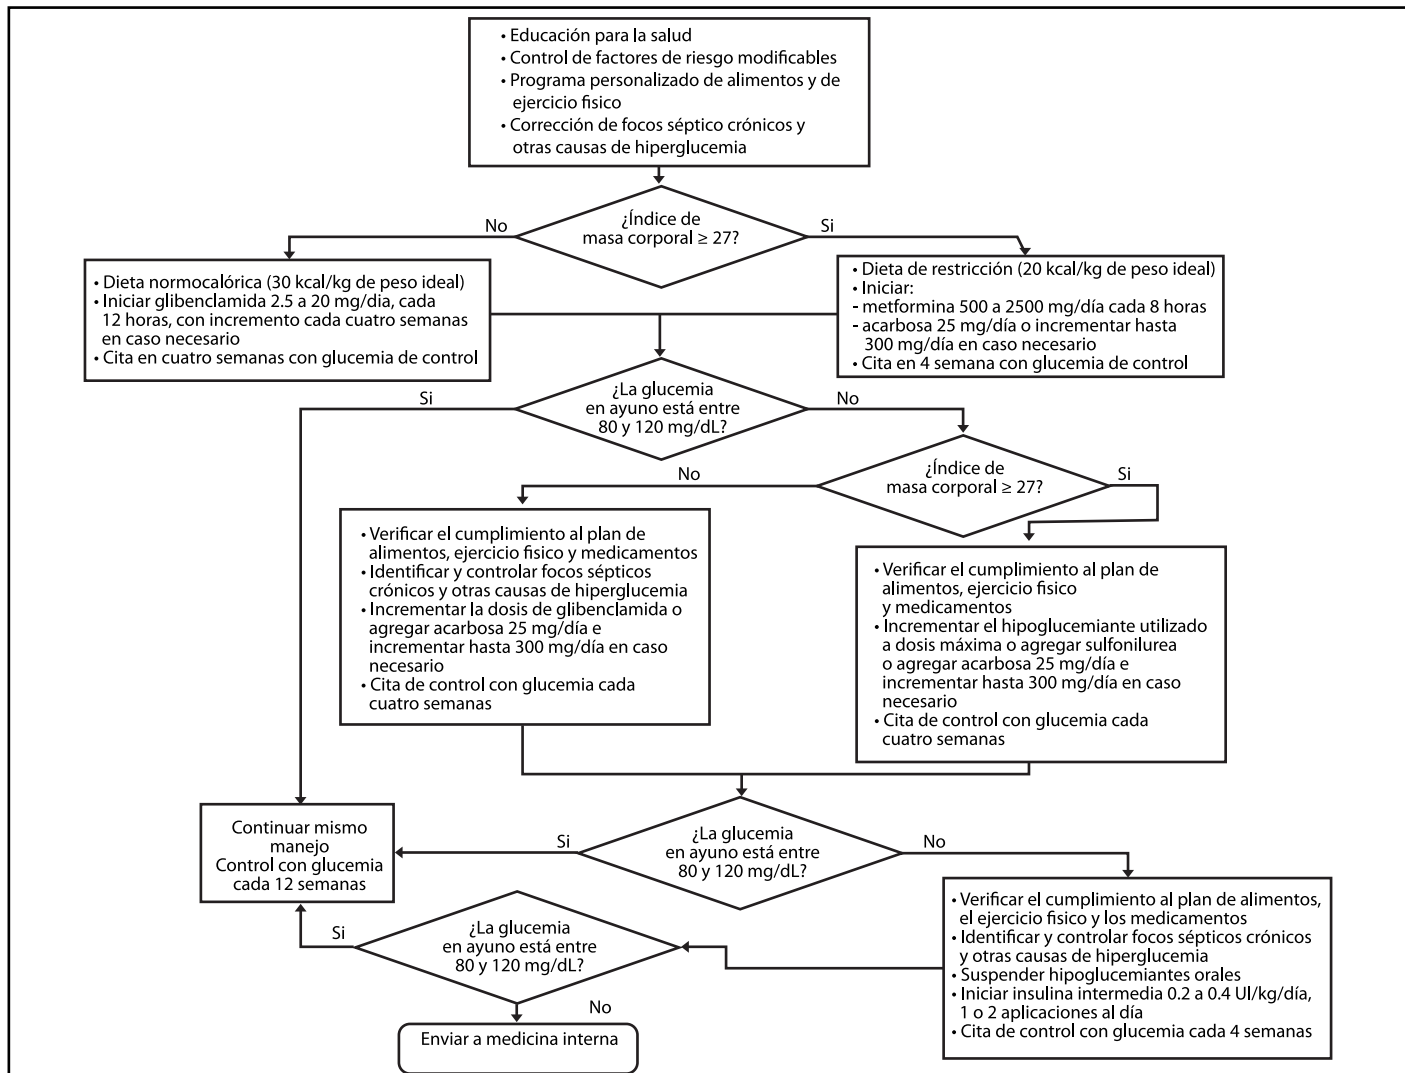 • Educación para la salud
• Control de factores de riesgo modificables
• Programa personalizado de alimentos y de
ejercicio fisico
• Corrección de focos séptico crónicos y
otras causas de hiperglucemia
¿Índice de
masa corporal ≥ 27?
No
Si
• Dieta normocalórica (30 kcal/kg de peso ideal)
• Iniciar glibenclamida 2.5 a 20 mg/dia, cada
12 horas, con incremento cada cuatro semanas
en caso necesario
• Cita en cuatro semanas con glucemia de control
• Dieta de restricción (20 kcal/kg de peso ideal)
• Iniciar:
- metformina 500 a 2500 mg/día cada 8 horas
- acarbosa 25 mg/día o incrementar hasta
300 mg/día en caso necesario
• Cita en 4 semana con glucemia de control
¿La glucemia
en ayuno está entre
80 y 120 mg/dL?
Si
No
¿Índice de
masa corporal ≥ 27?
No
Si
• Verificar el cumplimiento al plan de
alimentos, ejercicio fisico y medicamentos
• Identificar y controlar focos sépticos
crónicos y otras causas de hiperglucemia
• Incrementar la dosis de glibenclamida o
agregar acarbosa 25 mg/día e
incrementar hasta 300 mg/día en caso
necesario
• Cita de control con glucemia cada
cuatro semanas
• Verificar el cumplimiento al plan de
alimentos, ejercicio fisico
y medicamentos
• Incrementar el hipoglucemiante utilizado
a dosis máxima o agregar sulfonilurea
o agregar acarbosa 25 mg/día e
incrementar hasta 300 mg/día en caso
necesario
• Cita de control con glucemia cada
cuatro semanas
Continuar mismo
manejo
Control con glucemia
cada 12 semanas
Si
¿La glucemia
en ayuno está entre
80 y 120 mg/dL?
No
• Verificar el cumplimiento al plan de alimentos,
el ejercicio fisico y los medicamentos
• Identificar y controlar focos sépticos crónicos
y otras causas de hiperglucemia
• Suspender hipoglucemiantes orales
• Iniciar insulina intermedia 0.2 a 0.4 UI/kg/día,
1 o 2 aplicaciones al día
• Cita de control con glucemia cada 4 semanas
Si
¿La glucemia
en ayuno está entre
80 y 120 mg/dL?
No
Enviar a medicina interna